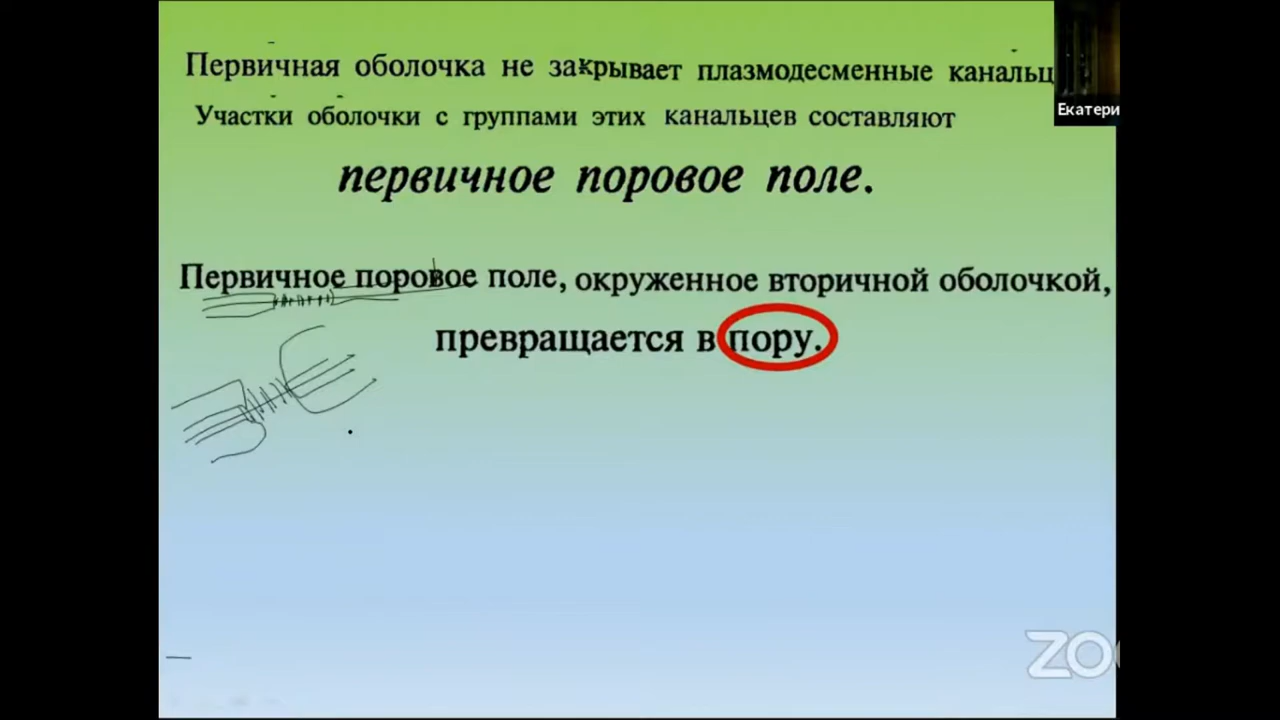 Первичная оболочка не закрывает плазмодесменные канальц
Екатери
Участки оболочки с группами этих канальцев составляют
первичное поровое поле.
Первичное поровое поле, окруженное вторичной оболочкой,
превращается в пору.
ZO